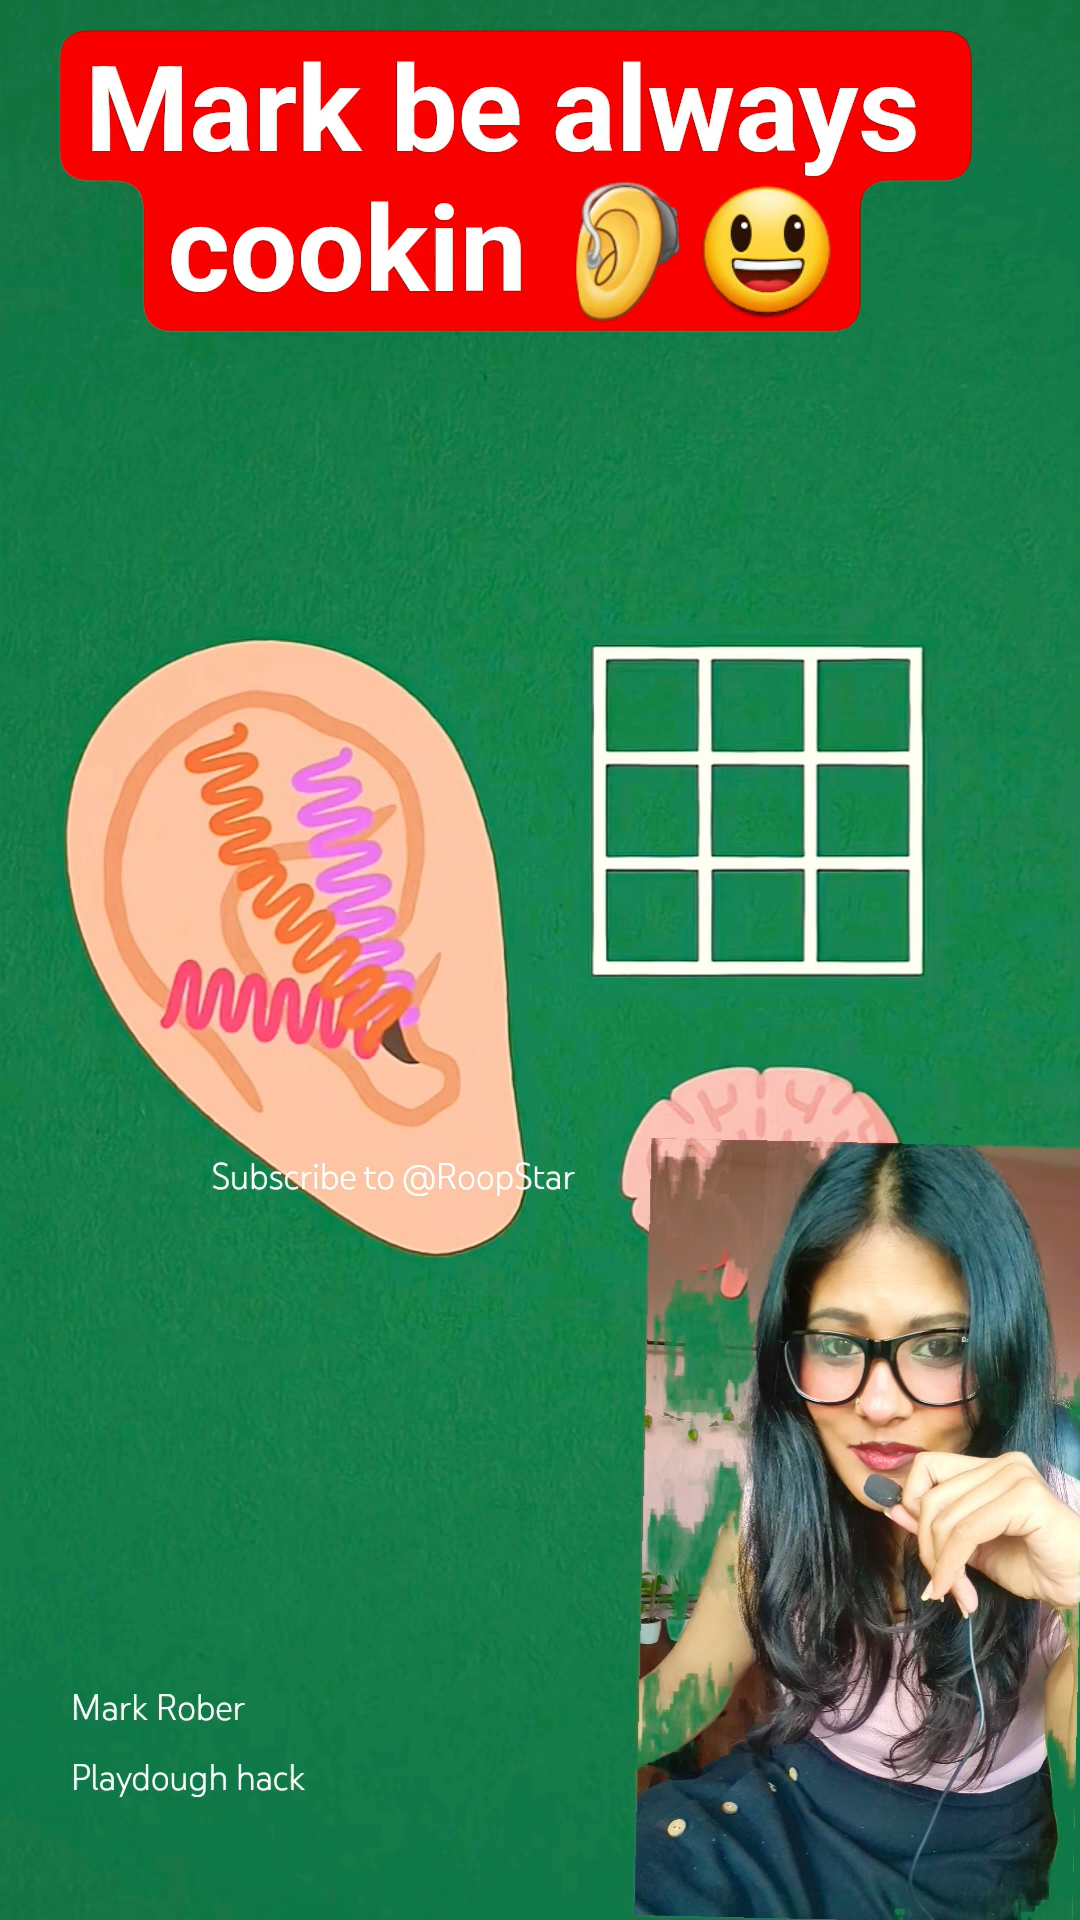 Mark be always
cookin 🦻😃
Subscribe to @RoopStar
Mark Rober
Playdough hack